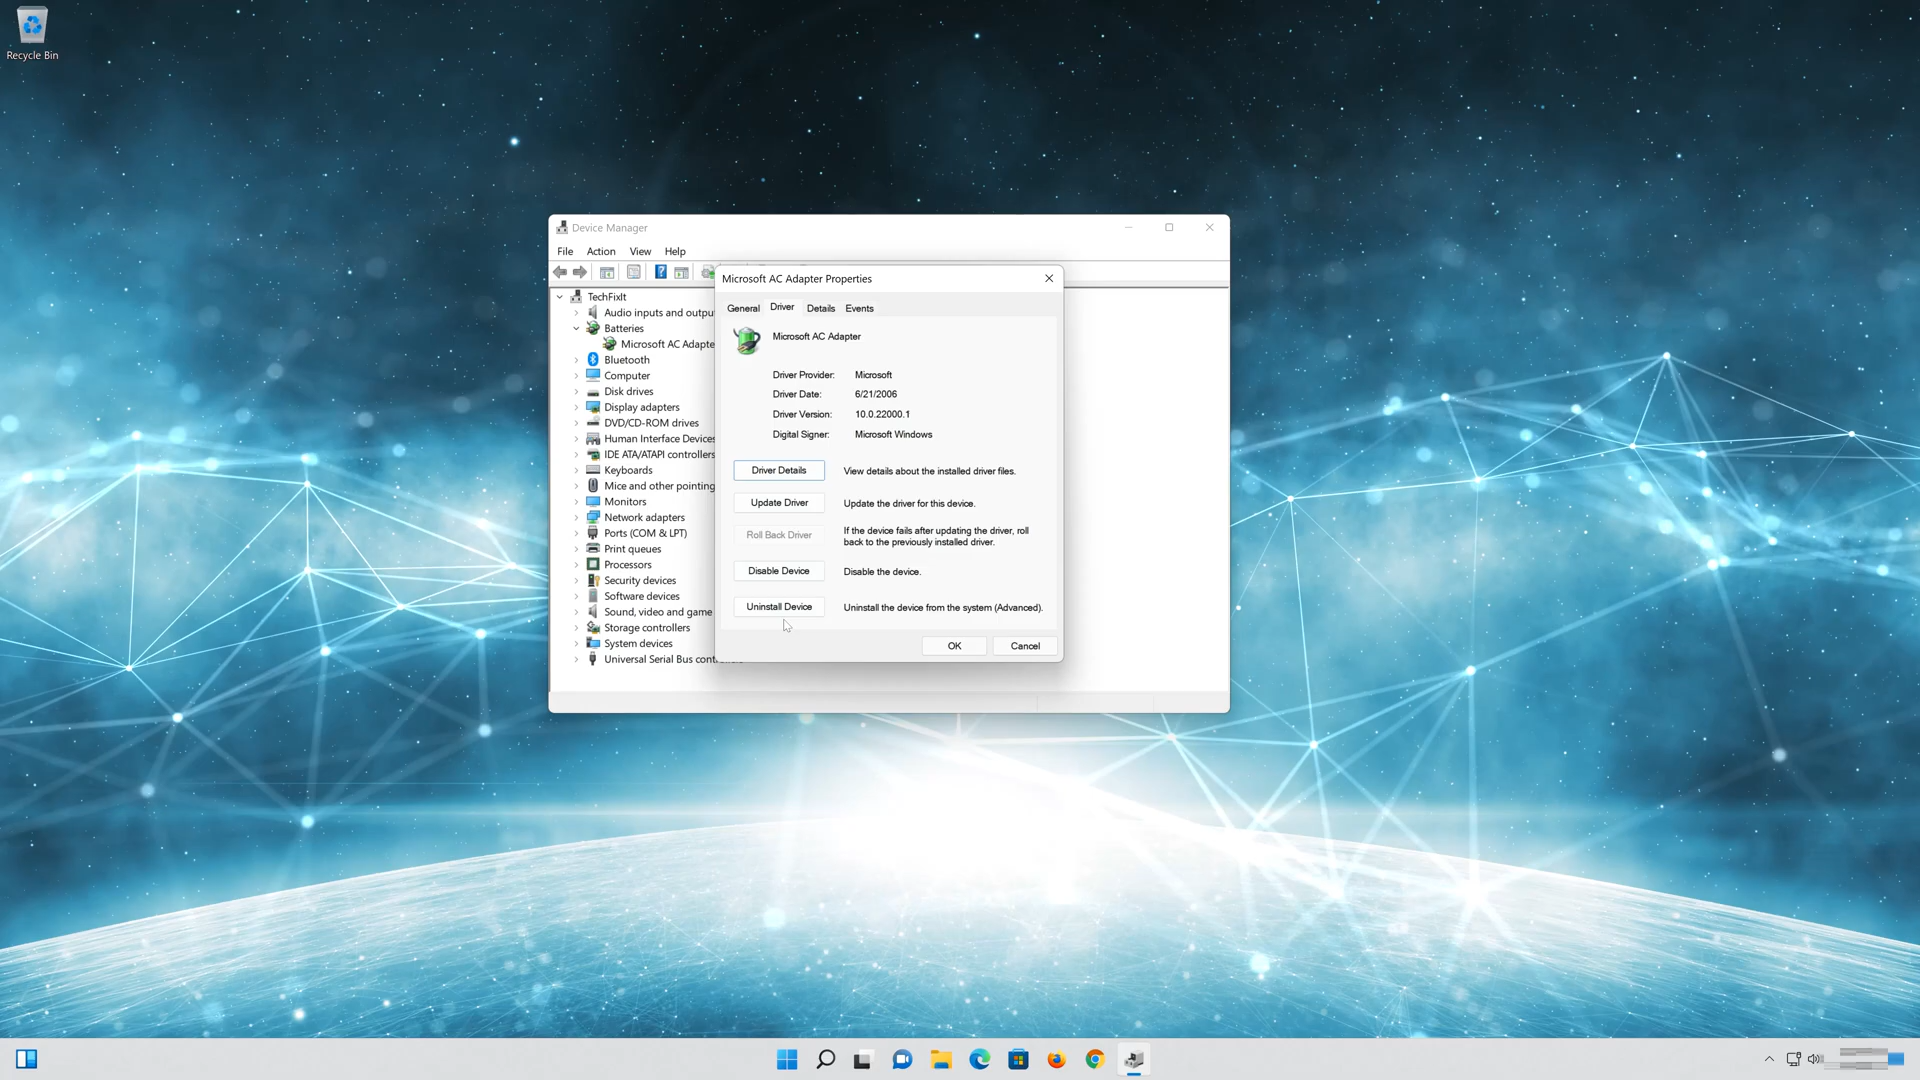 Recycle Bin
Device Manager
File Action View Help
TechFixIt
Audio inputs and outpu
Batteries
Microsoft AC Adapte
Bluetooth
Computer
Disk drives
Display adapters
DVD/CD-ROM drives
Human Interface Devices
IDE ATA/ATAPI controllers
Keyboards
Mice and other pointing
Monitors
Network adapters
Ports (COM & LPT)
Print queues
Processors
Security devices
Software devices
Sound, video and game
Storage controllers
System devices
Universal Serial Bus
Microsoft AC Adapter Properties
General Driver Details Events
Microsoft AC Adapter
Driver Provider: Microsoft
Driver Date: 6/21/2006
Driver Version: 10.0.22000.1
Digital Signer: Microsoft Windows
Driver Details View details about the installed driver files.
Update Driver Update the driver for this device.
Roll Back Driver If the device fails after updating the driver, roll
back to the previously installed driver.
Disable Device Disable the device.
Uninstall Device Uninstall the device from the system (Advanced).
OK Cancel